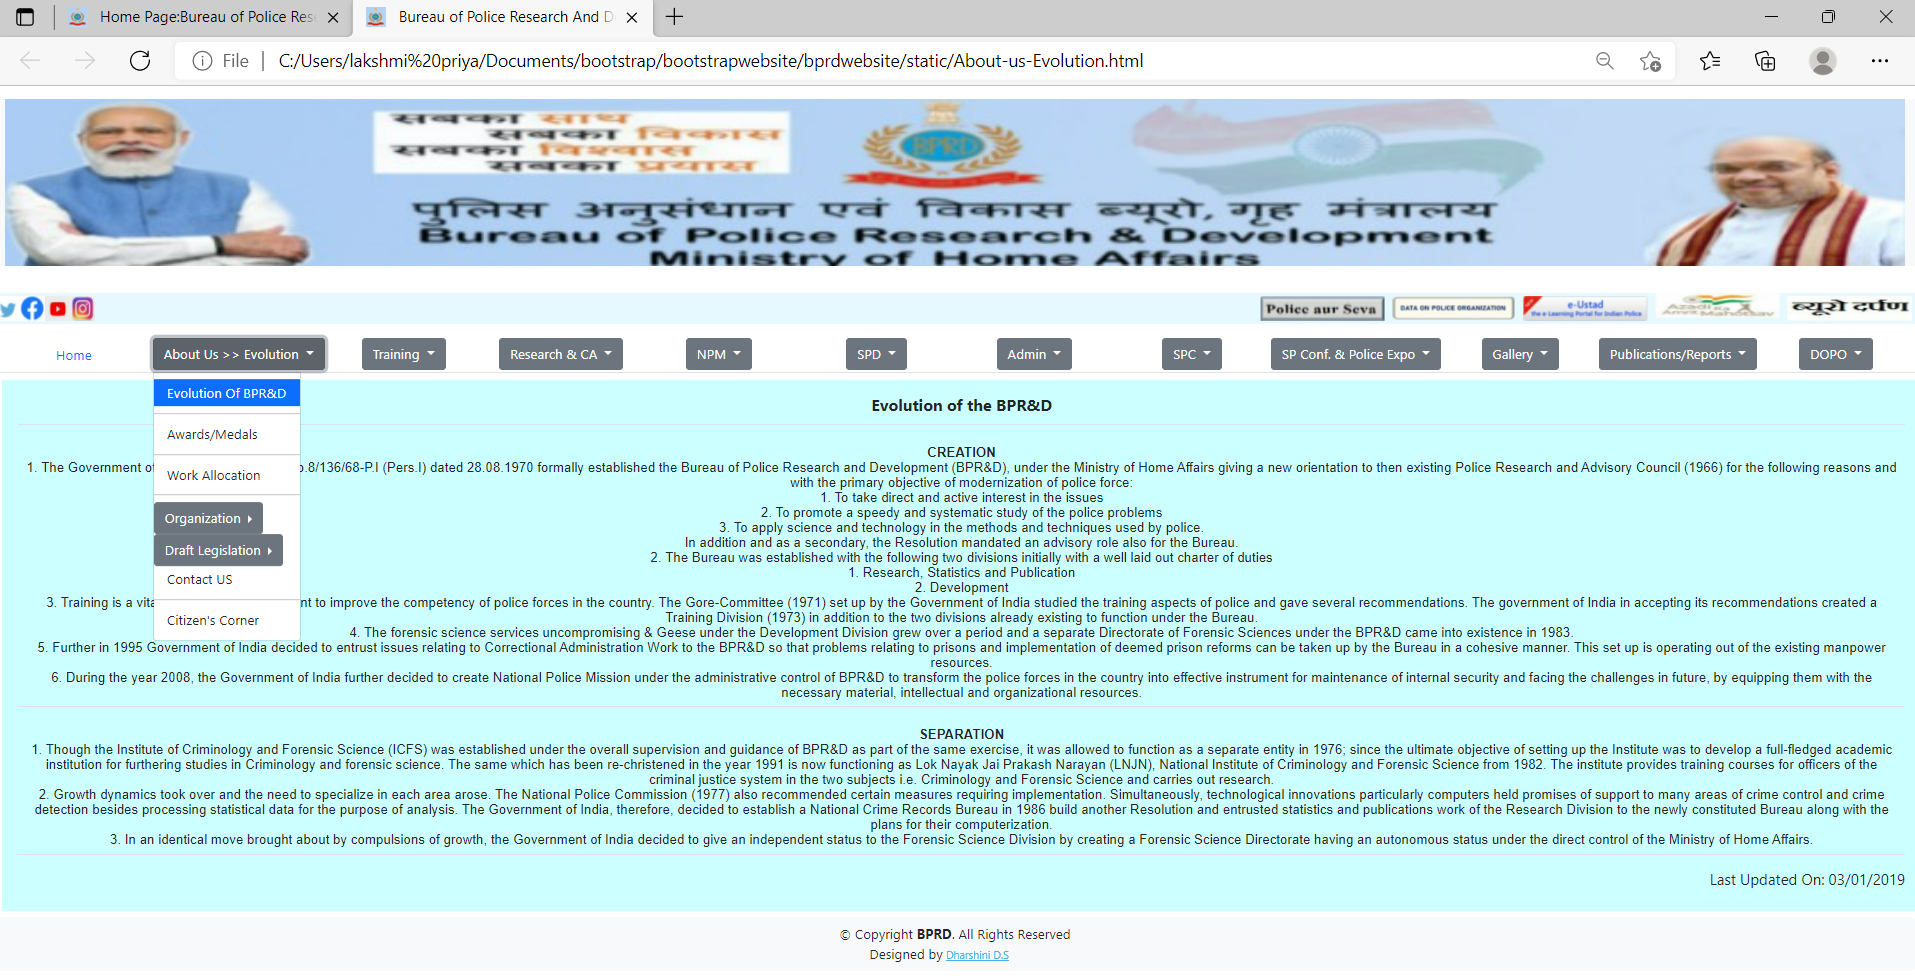 Home Page:Bureau of Police Res
Bureau of Police Research And D
File
C:/Users/lakshmi%20priya/Documents/bootstrap/bootstrapwebsite/bprdwebsite/static/About-us-Evolution.html
सबका साथ
सबका विकास
सबका विश्वास
सबका प्रयास
BPRD
पुलिस अनुसंधान एवं विकास ब्यूरो, गृह मंत्रालय
Bureau of Police Research & Development
Ministry of Home Affairs
Police aur Seva
DATA ON POLICE ORGANIZATION
e-Ustad
the e-Learning Portal for Indian Police
Azadi Ka
Amrit Mahotsav
ब्यूरो दर्पण
Home
About Us >> Evolution
Training
Research & CA
NPM
SPD
Admin
SPC
SP Conf. & Police Expo
Gallery
Publications/Reports
DOPO
Evolution Of BPR&D
Awards/Medals
Work Allocation
Organization
Draft Legislation
Contact US
Citizen's Corner
Evolution of the BPR&D
CREATION
1. The Government of o.8/136/68-P.I (Pers.I) dated 28.08.1970 formally established the Bureau of Police Research and Development (BPR&D), under the Ministry of Home Affairs giving a new orientation to then existing Police Research and Advisory Council (1966) for the following reasons and
with the primary objective of modernization of police force:
1. To take direct and active interest in the issues
2. To promote a speedy and systematic study of the police problems
3. To apply science and technology in the methods and techniques used by police.
In addition and as a secondary, the Resolution mandated an advisory role also for the Bureau.
2. The Bureau was established with the following two divisions initially with a well laid out charter of duties
1. Research, Statistics and Publication
2. Development
3. Training is a vita nt to improve the competency of police forces in the country. The Gore-Committee (1971) set up by the Government of India studied the training aspects of police and gave several recommendations. The government of India in accepting its recommendations created a
Training Division (1973) in addition to the two divisions already existing to function under the Bureau.
4. The forensic science services uncompromising & Geese under the Development Division grew over a period and a separate Directorate of Forensic Sciences under the BPR&D came into existence in 1983.
5. Further in 1995 Government of India decided to entrust issues relating to Correctional Administration Work to the BPR&D so that problems relating to prisons and implementation of deemed prison reforms can be taken up by the Bureau in a cohesive manner. This set up is operating out of the existing manpower
resources.
6. During the year 2008, the Government of India further decided to create National Police Mission under the administrative control of BPR&D to transform the police forces in the country into effective instrument for maintenance of internal security and facing the challenges in future, by equipping them with the
necessary material, intellectual and organizational resources.
SEPARATION
1. Though the Institute of Criminology and Forensic Science (ICFS) was established under the overall supervision and guidance of BPR&D as part of the same exercise, it was allowed to function as a separate entity in 1976; since the ultimate objective of setting up the Institute was to develop a full-fledged academic
institution for furthering studies in Criminology and forensic science. The same which has been re-christened in the year 1991 is now functioning as Lok Nayak Jai Prakash Narayan (LNJN), National Institute of Criminology and Forensic Science from 1982. The institute provides training courses for officers of the
criminal justice system in the two subjects i.e. Criminology and Forensic Science and carries out research.
2. Growth dynamics took over and the need to specialize in each area arose. The National Police Commission (1977) also recommended certain measures requiring implementation. Simultaneously, technological innovations particularly computers held promises of support to many areas of crime control and crime
detection besides processing statistical data for the purpose of analysis. The Government of India, therefore, decided to establish a National Crime Records Bureau in 1986 build another Resolution and entrusted statistics and publications work of the Research Division to the newly constituted Bureau along with the
plans for their computerization.
3. In an identical move brought about by compulsions of growth, the Government of India decided to give an independent status to the Forensic Science Division by creating a Forensic Science Directorate having an autonomous status under the direct control of the Ministry of Home Affairs.
Last Updated On: 03/01/2019
© Copyright BPRD. All Rights Reserved
Designed by Dharshini D.S